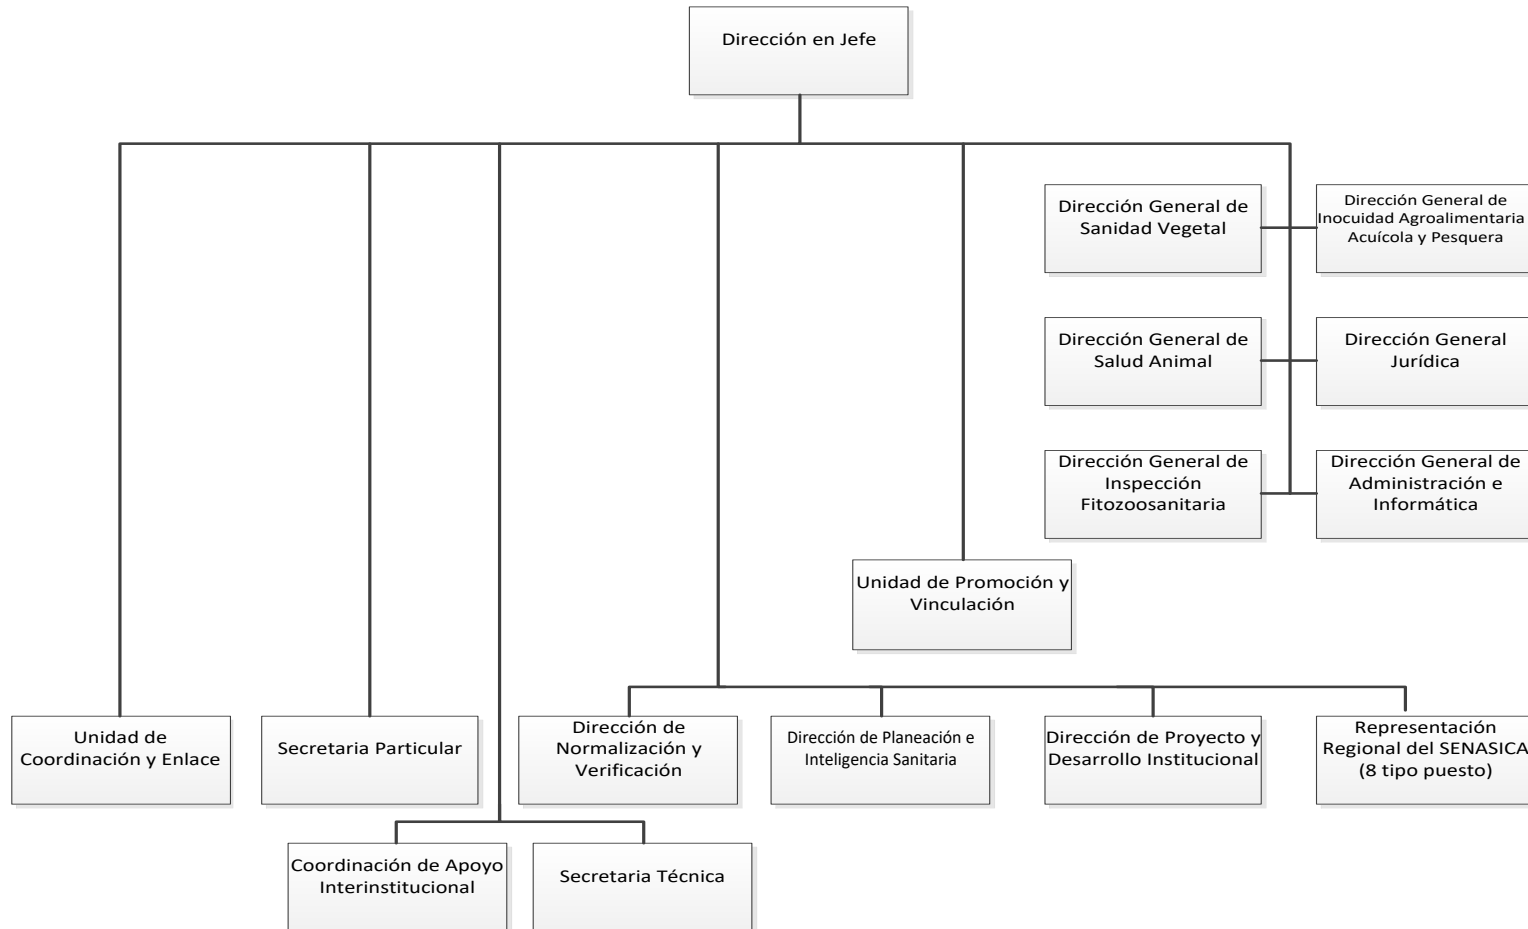 Dirección en Jefe
Dirección General de
Sanidad Vegetal
Dirección General de
Inocuidad Agroalimentaria
Acuícola y Pesquera
Dirección General de
Salud Animal
Dirección General
Jurídica
Dirección General de
Inspección
Fitozoosanitaria
Dirección General de
Administración e
Informática
Unidad de Promoción y
Vinculación
Unidad de
Coordinación y Enlace
Secretaria Particular
Dirección de
Normalización y
Verificación
Dirección de Planeación e
Inteligencia Sanitaria
Dirección de Proyecto y
Desarrollo Institucional
Representación
Regional del SENASICA
(8 tipo puesto)
Coordinación de Apoyo
Interinstitucional
Secretaria Técnica